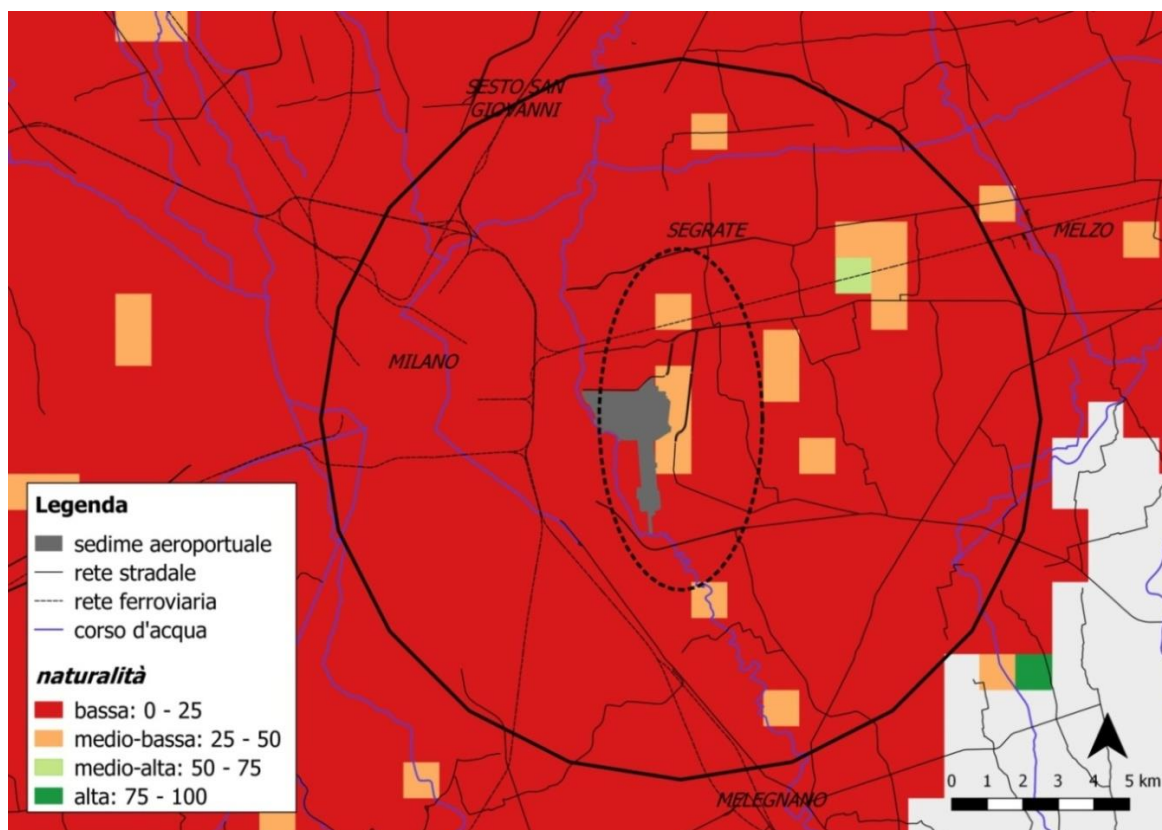 SESTO SAN
GIOVANNI
SEGRATE
MELZO
MILANO
Legenda
sedime aeroportuale
rete stradale
rete ferroviaria
corso d'acqua
naturalità
bassa: 0 - 25
medio-bassa: 25 - 50
medio-alta: 50 - 75
alta: 75 - 100
MELEGNANO
0 1 2 3 4 5 km